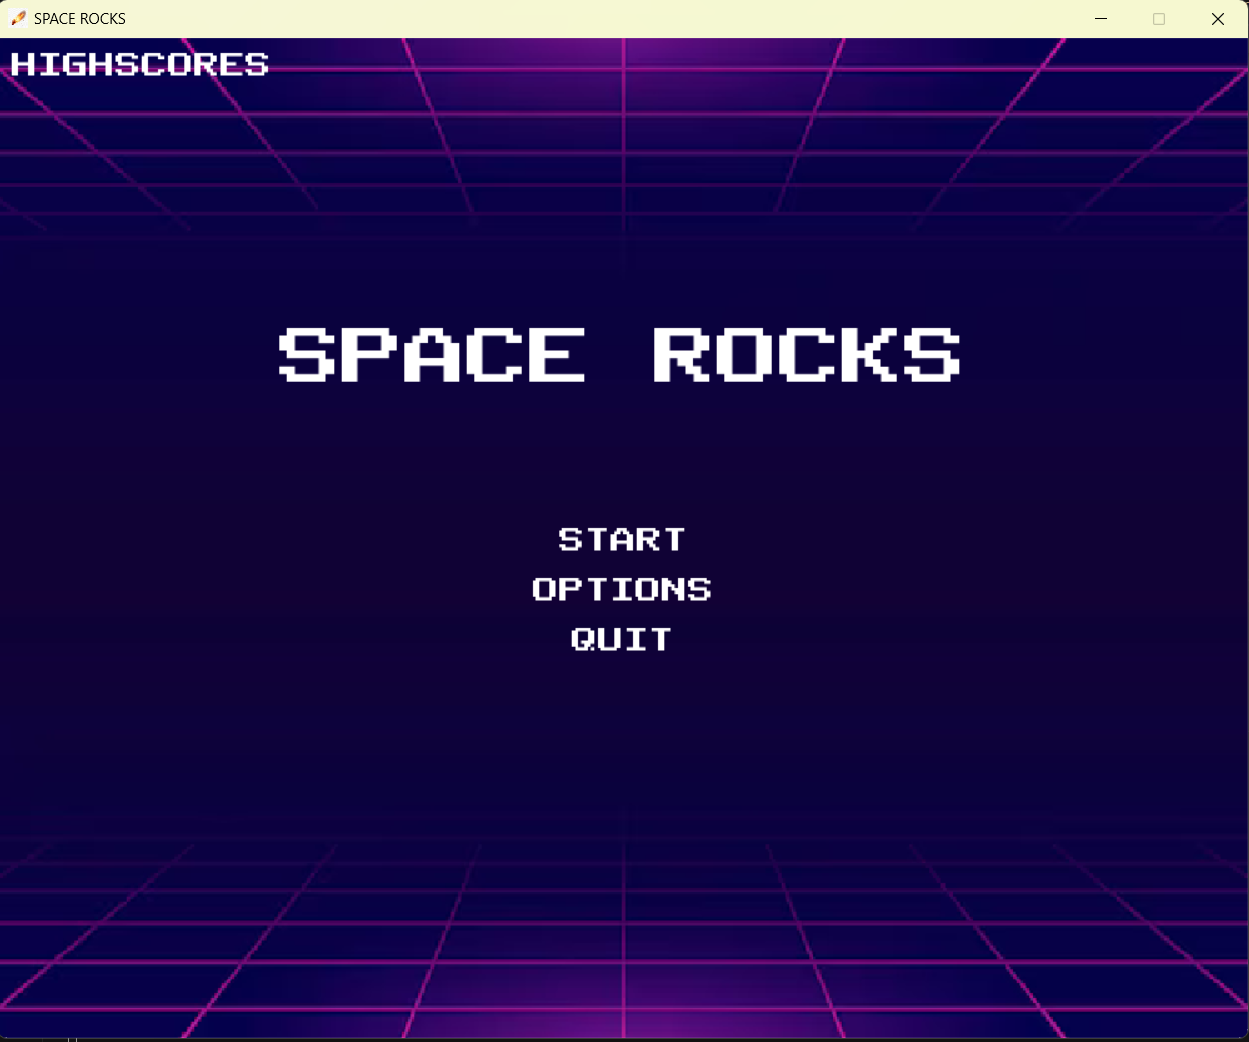 SPACE ROCKS
HIGHSCORES
SPACE ROCKS
START
OPTIONS
QUIT